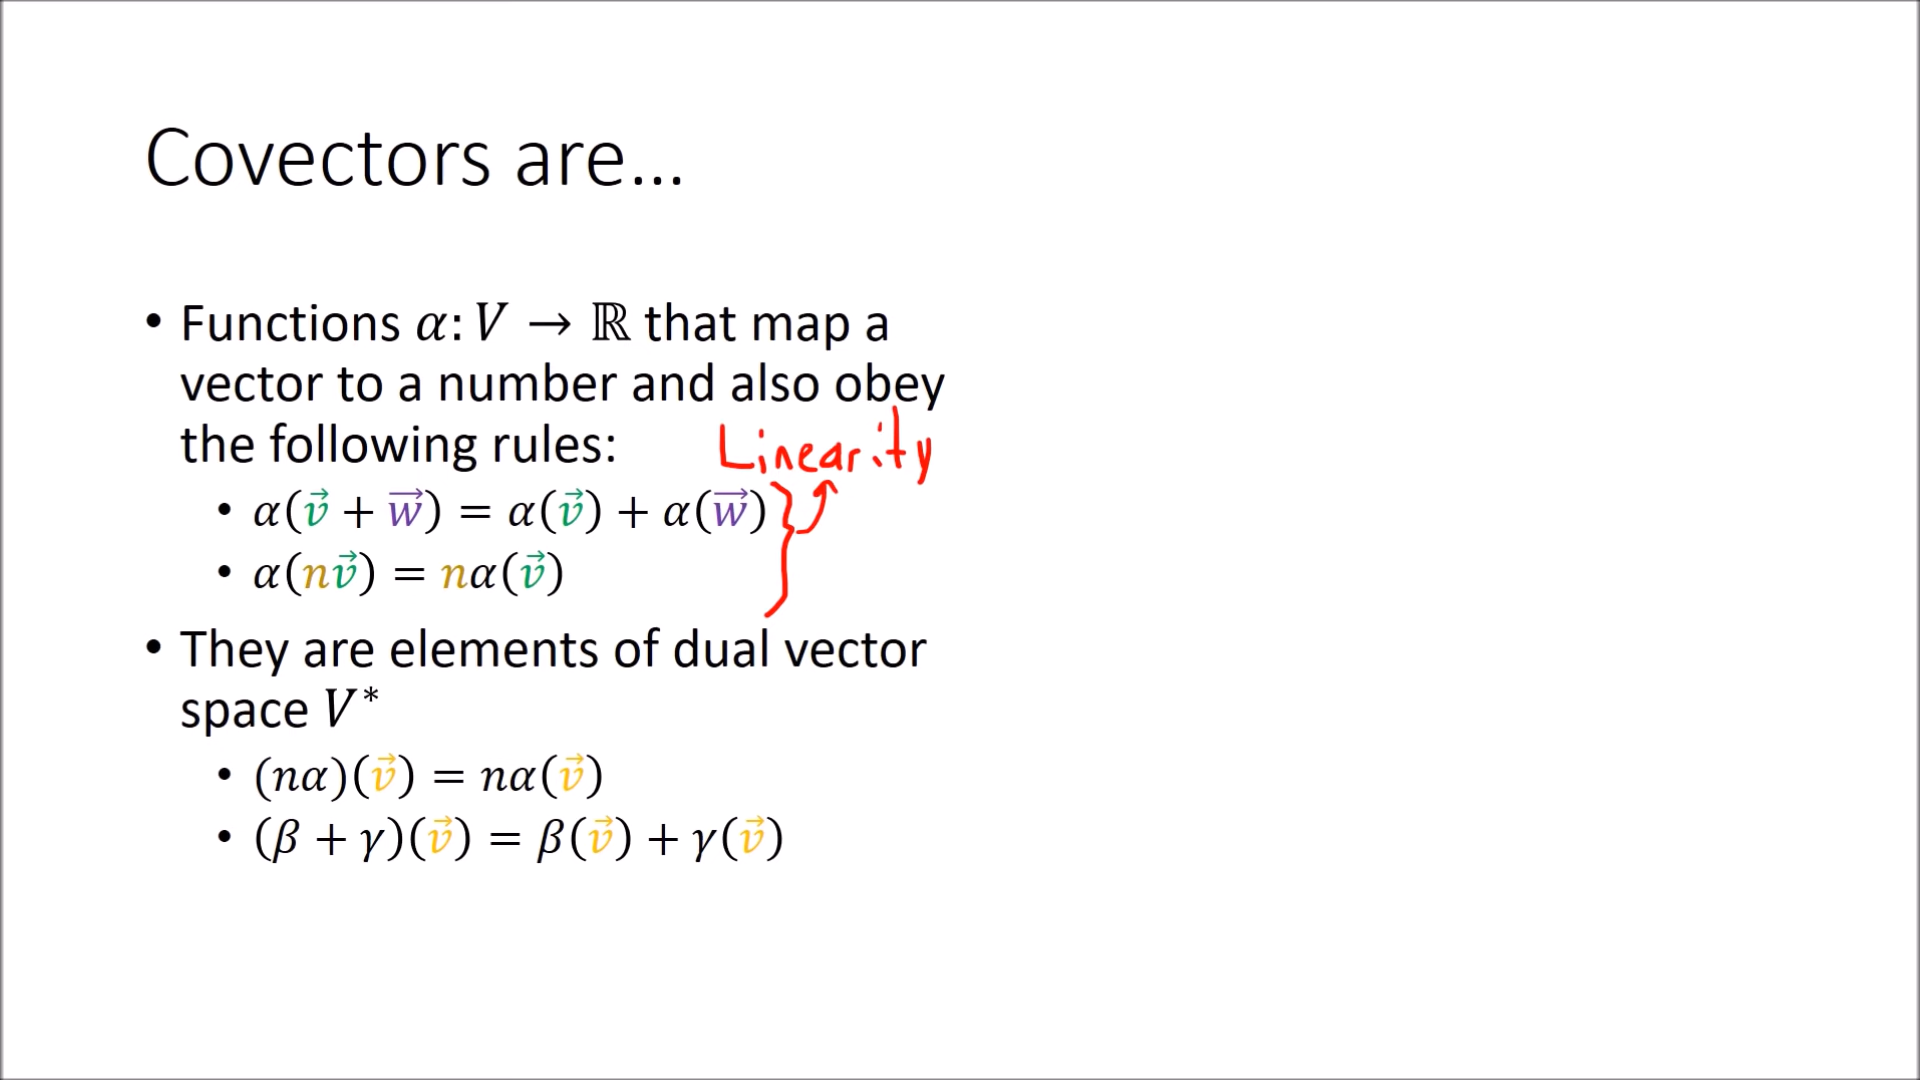 Covectors are...
• Functions α: V → ℝ that map a
vector to a number and also obey
the following rules:
Linearity
• α(v⃗ + w⃗) = α(v⃗) + α(w⃗)
• α(nv⃗) = nα(v⃗)
• They are elements of dual vector
space V*
• (nα)(v⃗) = nα(v⃗)
• (β + γ)(v⃗) = β(v⃗) + γ(v⃗)